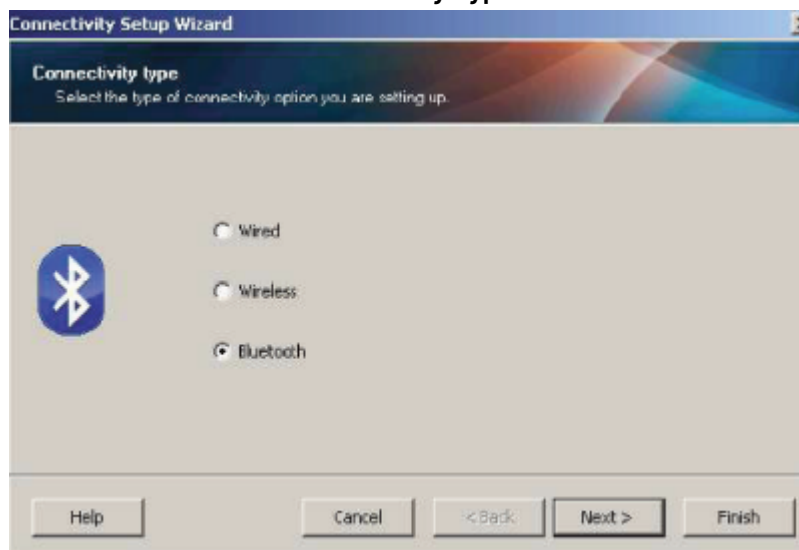 Connectivity Setup Wizard
Connectivity type
Select the type of connectivity option you are setting up.
Wired
Wireless
Bluetooth
Help
Cancel
< Back
Next >
Finish